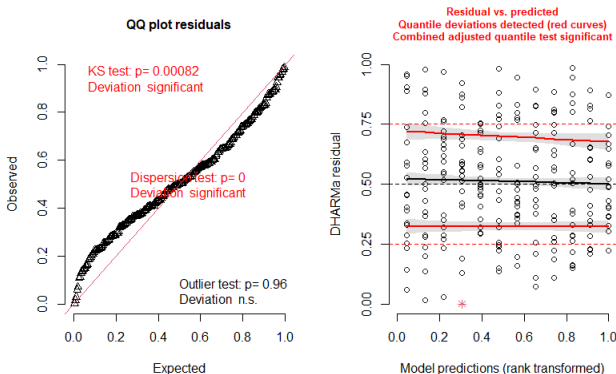 QQ plot residuals
KS test: p= 0.00082
Deviation significant
Dispersion test: p= 0
Deviation significant
Outlier test: p= 0.96
Deviation n.s.
Observed
0.0
0.2
0.4
0.6
0.8
1.0
0.0
0.2
0.4
0.6
0.8
1.0
Expected
Residual vs. predicted
Quantile deviations detected (red curves)
Combined adjusted quantile test significant
DHARMa residual
0.00
0.25
0.50
0.75
1.00
0.0
0.2
0.4
0.6
0.8
1.0
Model predictions (rank transformed)